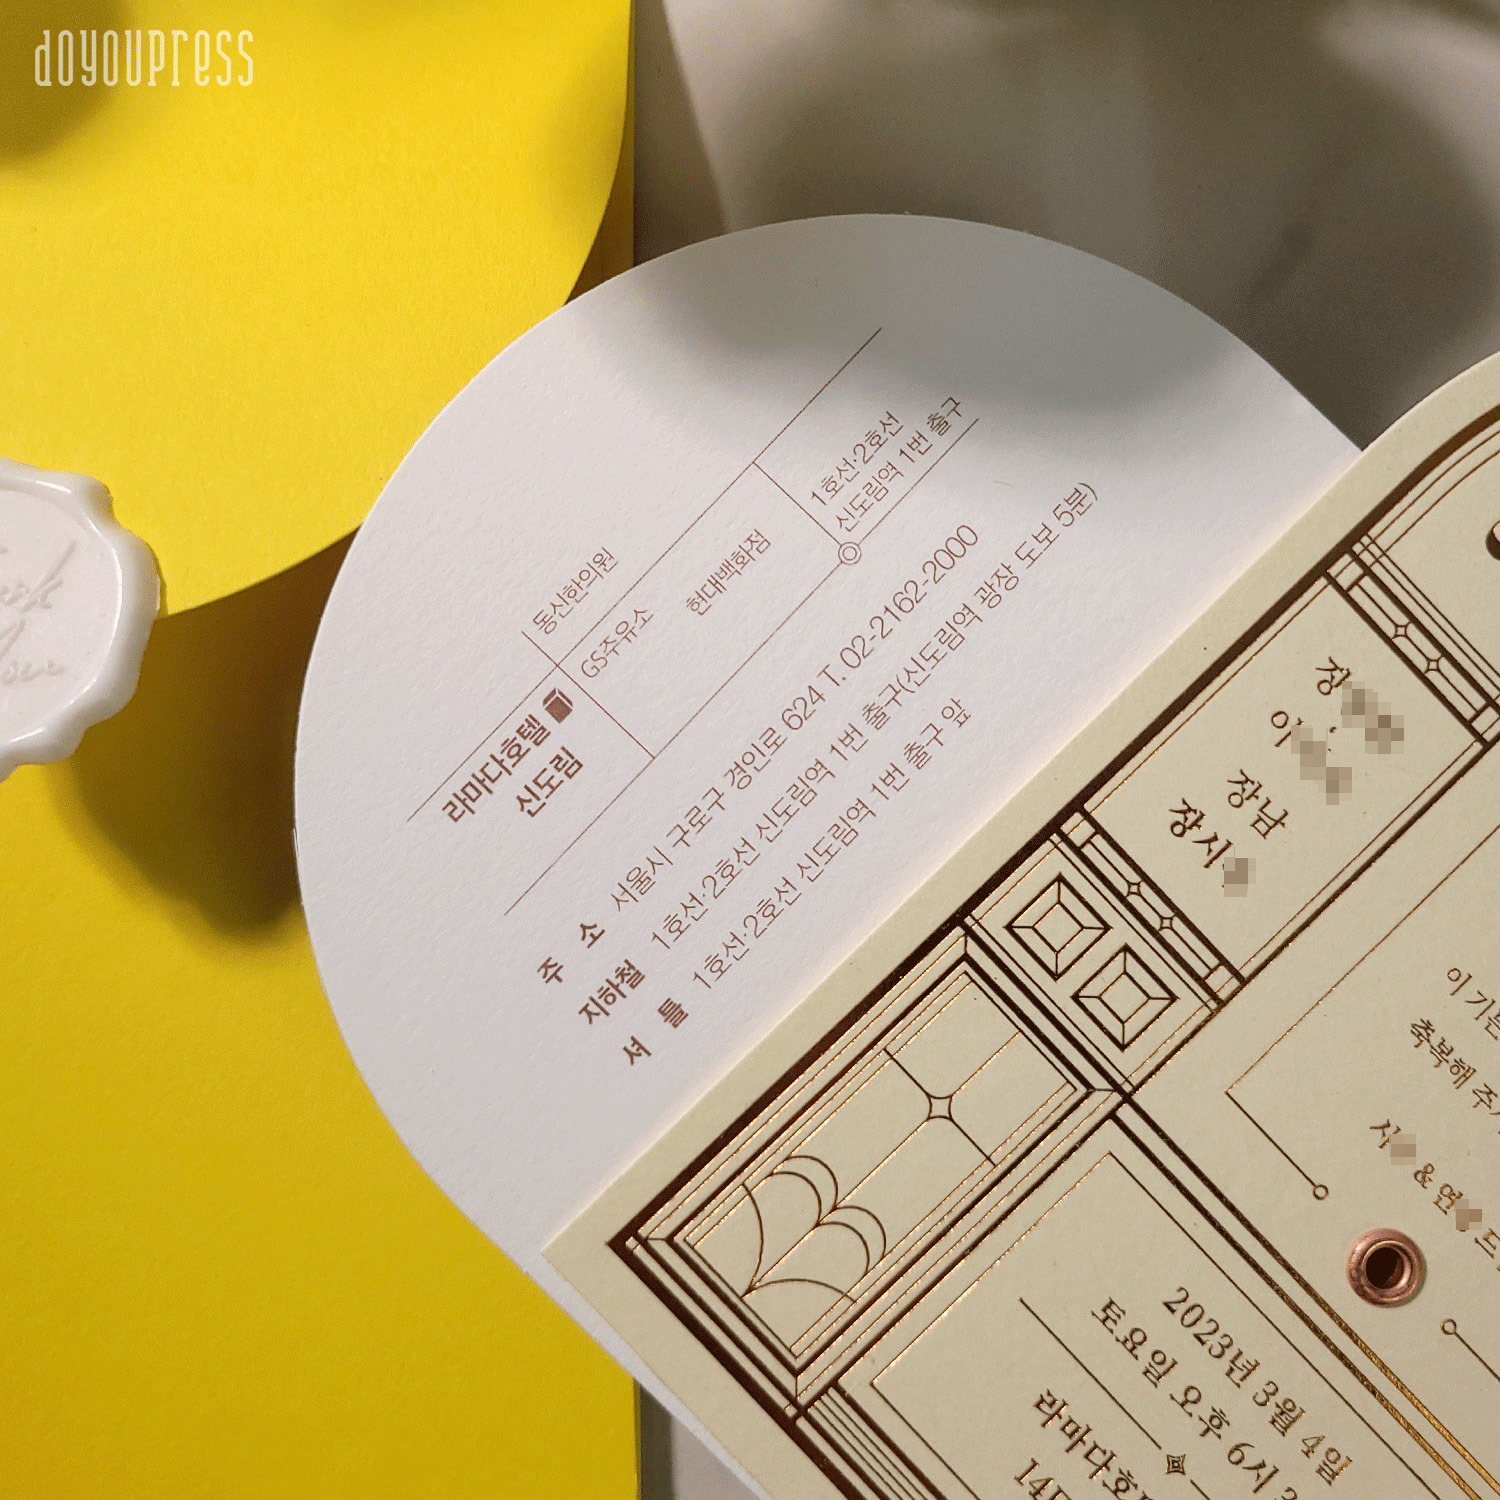 doyoupress
동신한의원
GS주유소
현대백화점
1호선·2호선
신도림역 1번 출구
라마다호텔
신도림
주 소 서울시 구로구 경인로 624 T. 02-2162-2000
지하철 1호선·2호선 신도림역 1번 출구(신도림역 광장 도보 5분)
셔 틀 1호선·2호선 신도림역 1번 출구 앞
장남
축복해
&
2023년 3월 4일
토요일 오후 6시